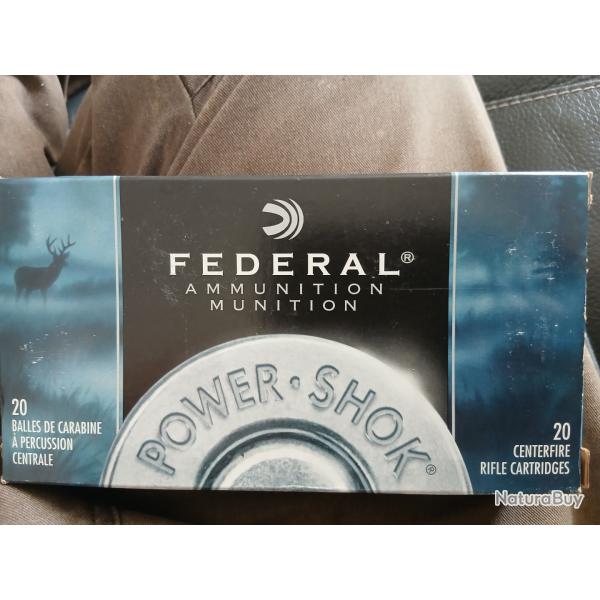 FEDERAL®
AMMUNITION
MUNITION
POWER•SHOK®
20
BALLES DE CARABINE
À PERCUSSION
CENTRALE
20
CENTERFIRE
RIFLE CARTRIDGES
NaturaBuy